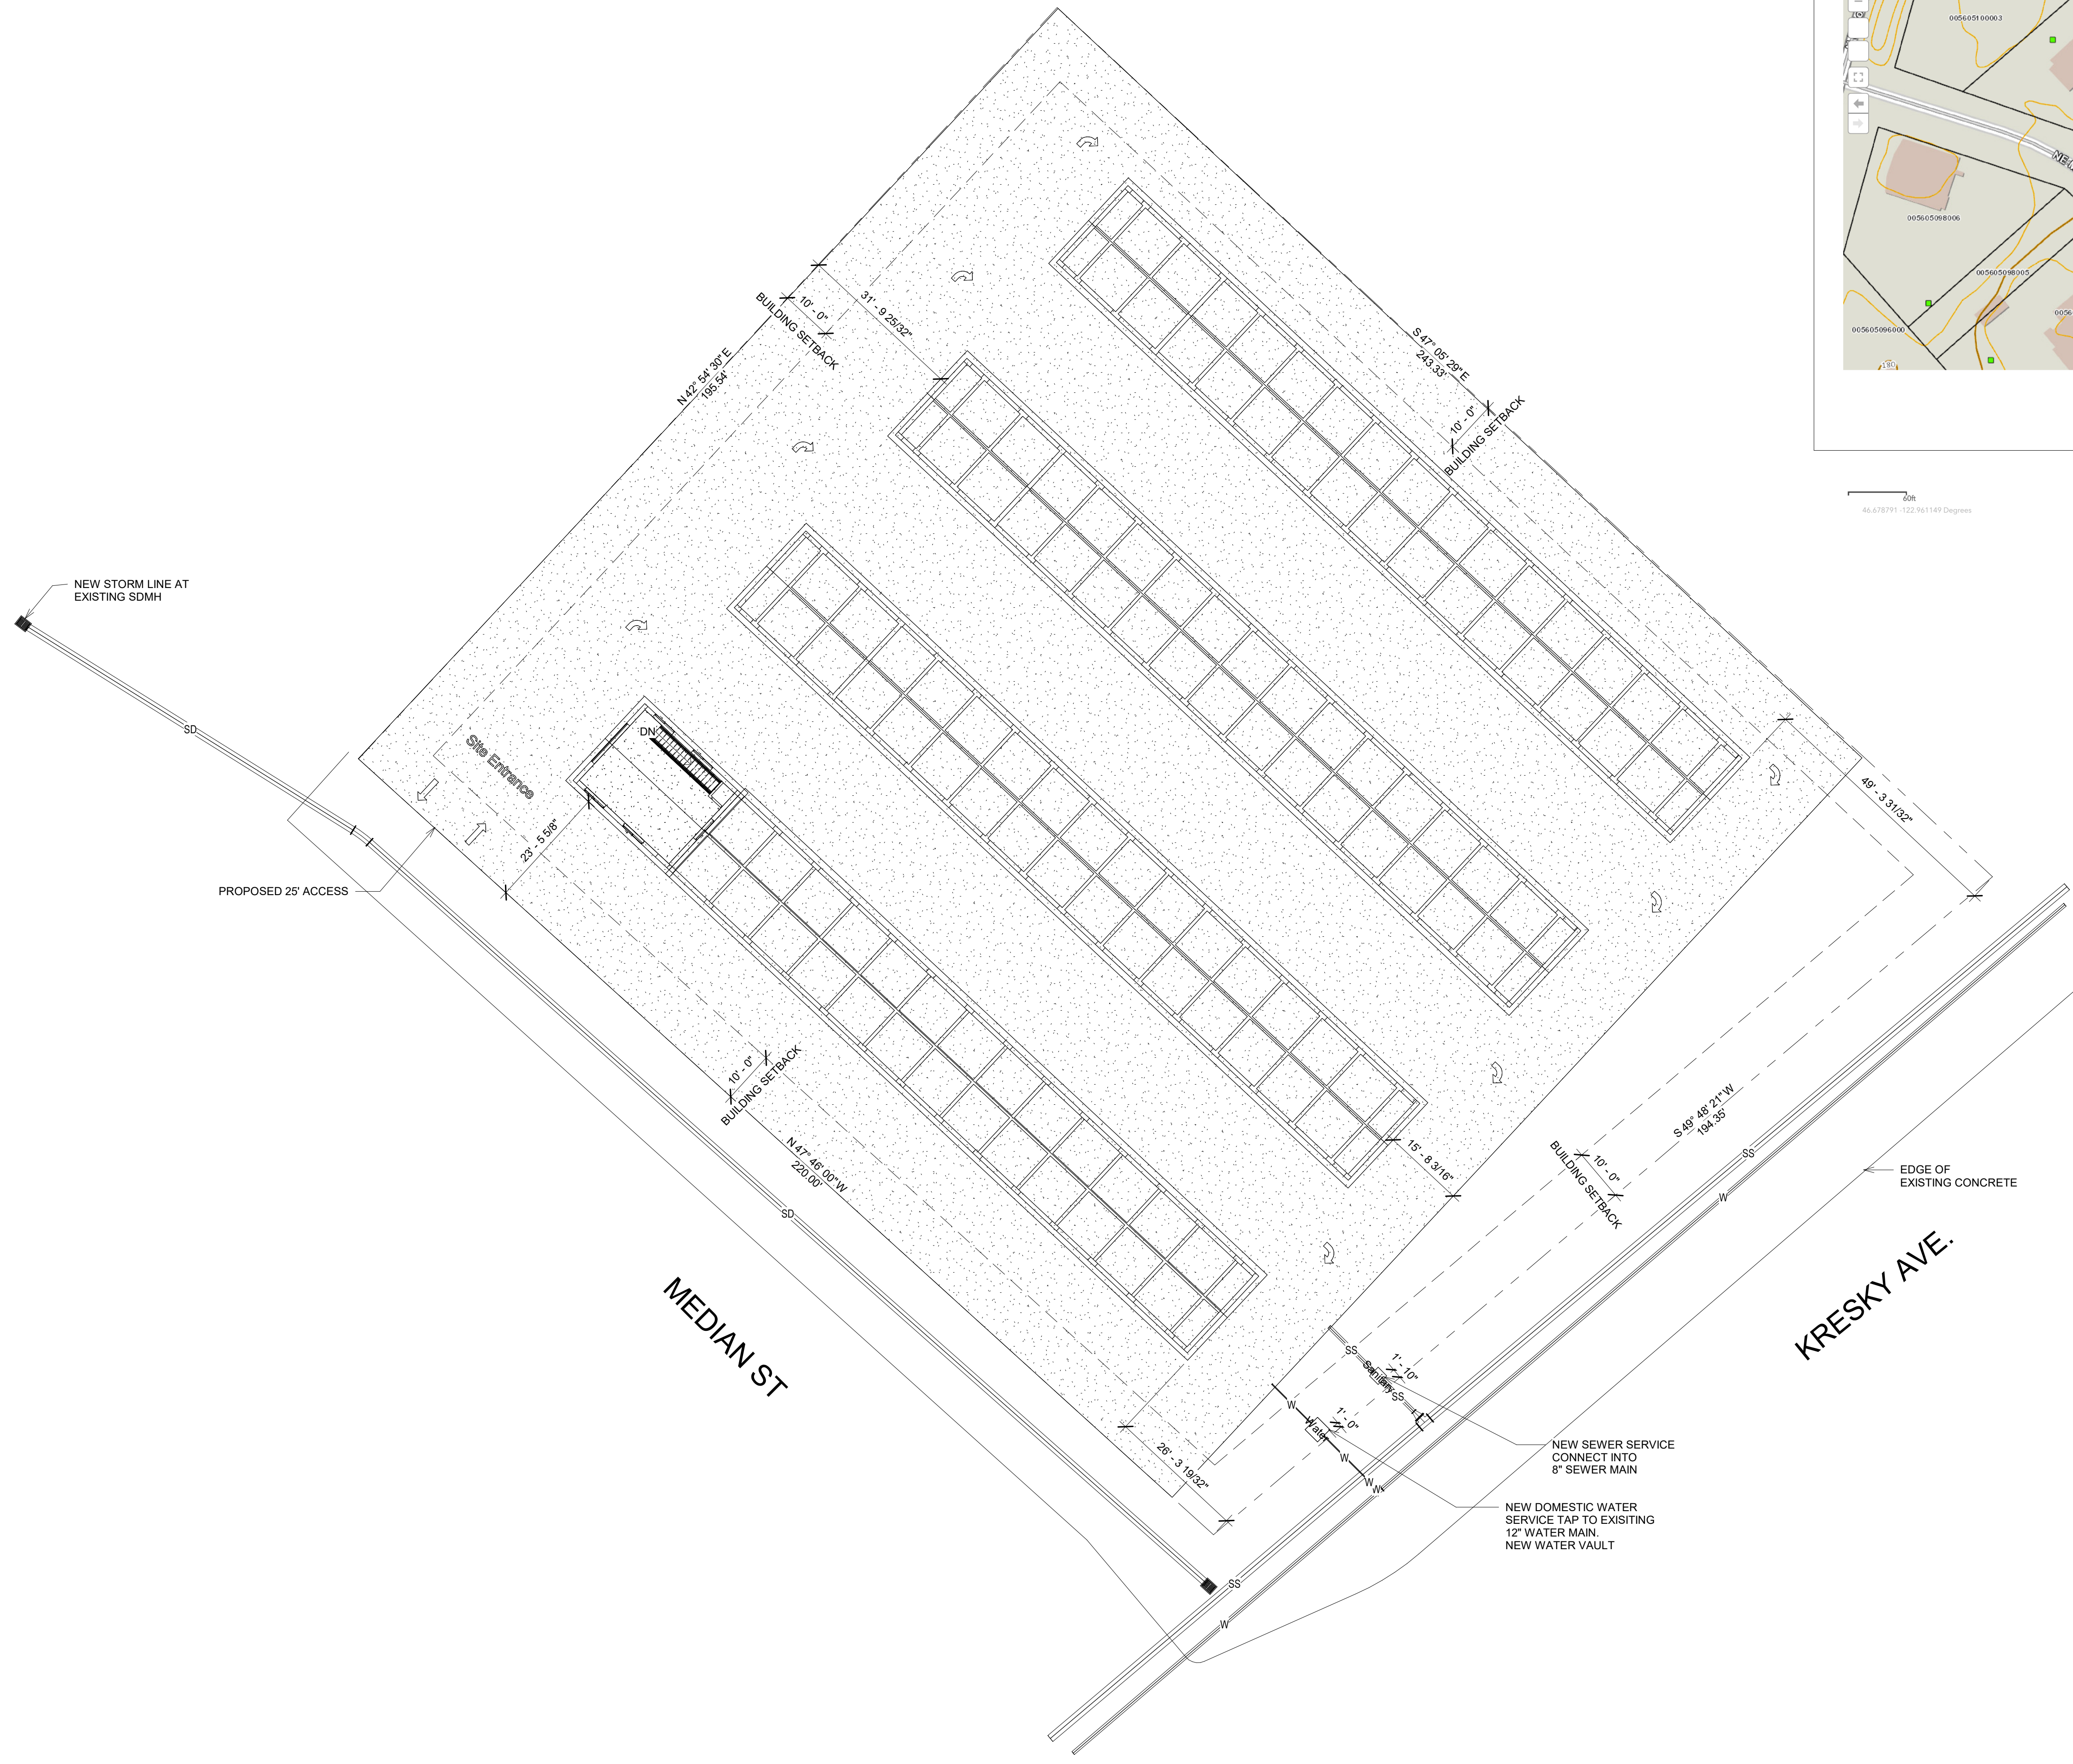 005605100003
005605098006
005605098005
005605096000
180
60ft
46.678791 -122.961149 Degrees
31' - 9 25/32"
10' - 0"
BUILDING SETBACK
N 42° 54' 30" E
195.54'
S 47° 05' 29" E
243.33'
10' - 0"
BUILDING SETBACK
NEW STORM LINE AT
EXISTING SDMH
SD
Site Entrance
DN
23' - 5 5/8"
PROPOSED 25' ACCESS
49' - 3 31/32"
10' - 0"
BUILDING SETBACK
N 47° 46' 00" W
220.00'
SD
MEDIAN ST
15' - 8 3/16"
S 49° 48' 21" W
194.35'
10' - 0"
BUILDING SETBACK
SS
W
EDGE OF
EXISTING CONCRETE
KRESKY AVE.
SS
Sanitary
1' - 10"
SS
W
Water
1' - 0"
W
W
W
26' - 3 19/32"
NEW SEWER SERVICE
CONNECT INTO
8" SEWER MAIN
NEW DOMESTIC WATER
SERVICE TAP TO EXISITING
12" WATER MAIN.
NEW WATER VAULT
SS
W